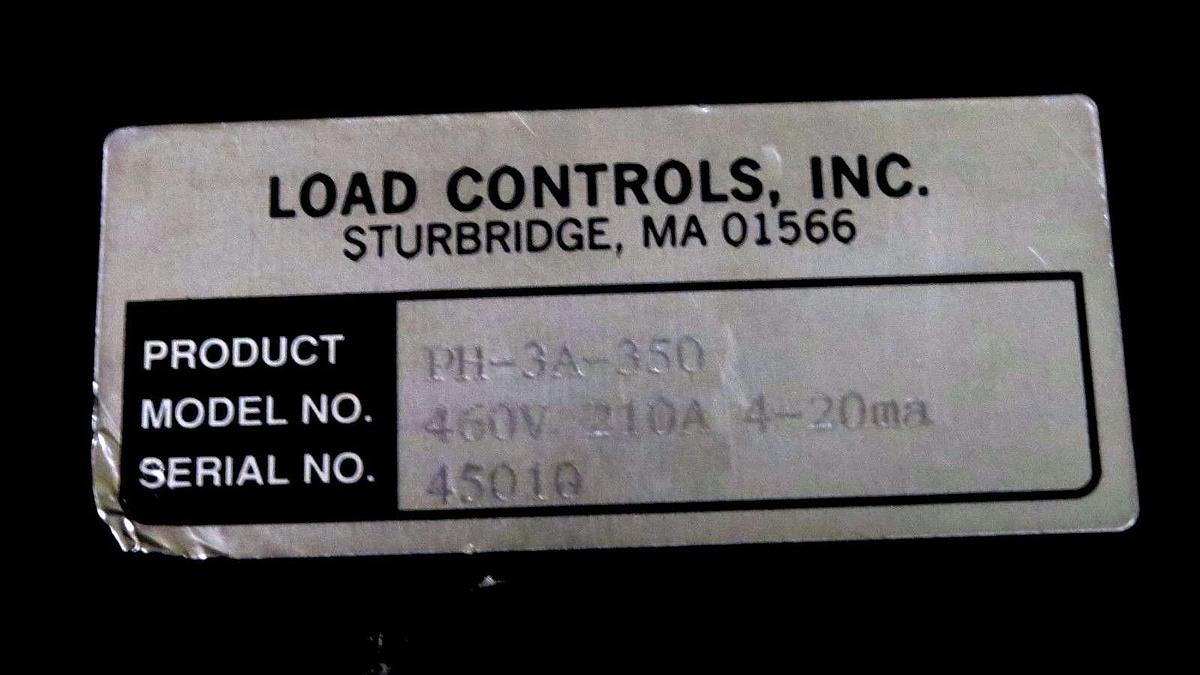 LOAD CONTROLS, INC.
STURBRIDGE, MA 01566
PRODUCT PH-3A-350
MODEL NO. 460V 210A 4-20ma
SERIAL NO. 45010